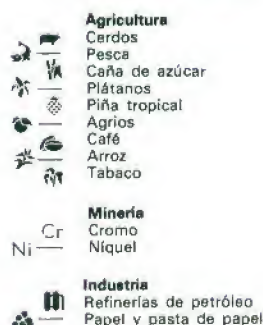 Agricultura
Cerdos
Pesca
Caña de azúcar
Plátanos
Piña tropical
Agrios
Café
Arroz
Tabaco
Minería
Cr Cromo
Ni Níquel
Industria
Refinerías de petróleo
Papel y pasta de papel